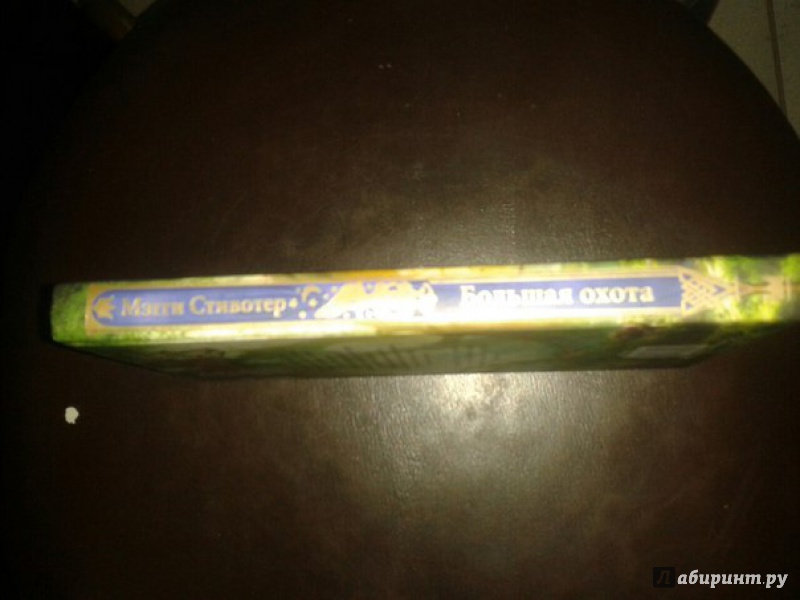 Мэгги Стивотер Большая охота
Лабиринт.ру